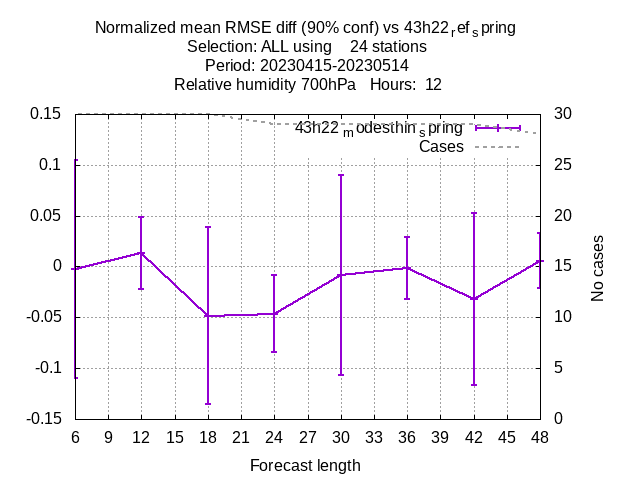 Normalized mean RMSE diff (90% conf) vs 43h22ref spring
Selection: ALL using 24 stations
Period: 20230415-20230514
Relative humidity 700hPa Hours: 12
0.15 30
43h22modesthinspring
Cases
0.1 25
0.05 20
0 15
-0.05 10
-0.1 5
-0.15 0
No cases
6 9 12 15 18 21 24 27 30 33 36 39 42 45 48
Forecast length